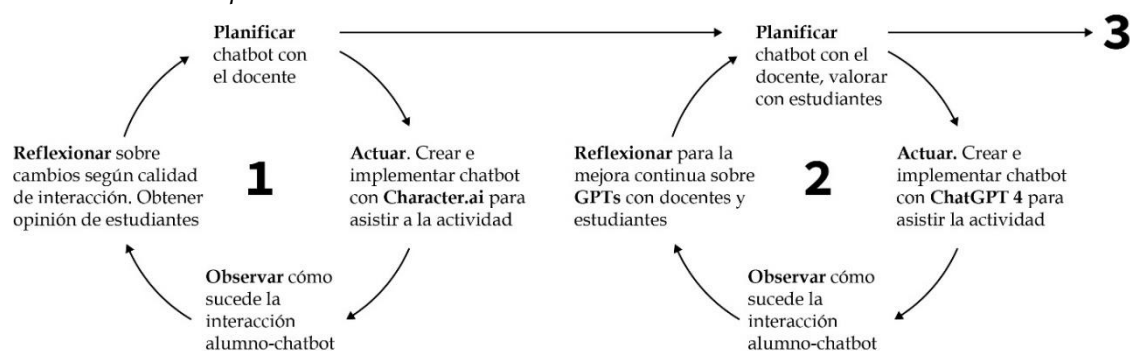 Planificar
chatbot con
el docente
Actuar. Crear e
implementar chatbot
con Character.ai para
asistir a la actividad
Observar cómo
sucede la
interacción
alumno-chatbot
Reflexionar sobre
cambios según calidad
de interacción. Obtener
opinión de estudiantes
1
Planificar
chatbot con el
docente, valorar
con estudiantes
Actuar. Crear e
implementar chatbot
con ChatGPT 4 para
asistir la actividad
Observar cómo
sucede la
interacción
alumno-chatbot
Reflexionar para la
mejora continua sobre
GPTs con docentes y
estudiantes
2
3